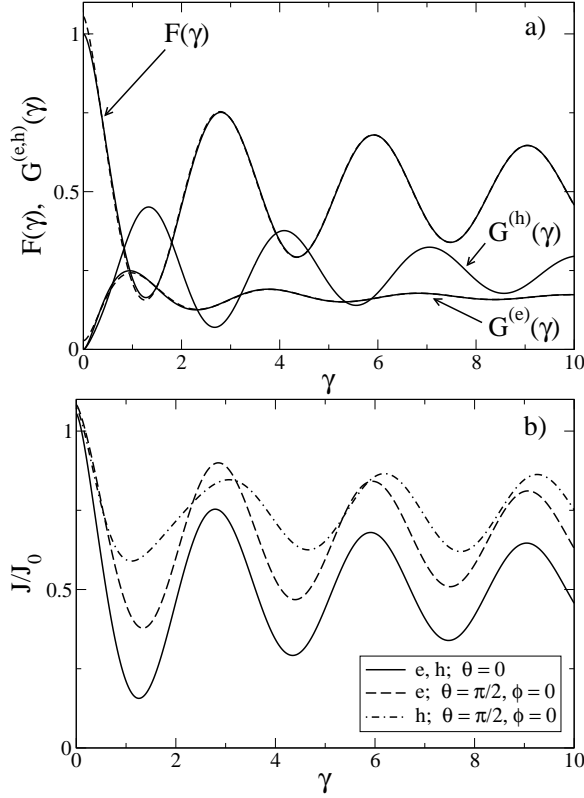 a)
F(γ)
1
0.5
0
F(γ), G^(e,h)(γ)
G^(h)(γ)
G^(e)(γ)
0 2 4 6 8 10
γ
b)
1
0.5
0
J/J₀
e, h; θ = 0
e; θ = π/2, ϕ = 0
h; θ = π/2, ϕ = 0
0 2 4 6 8 10
γ